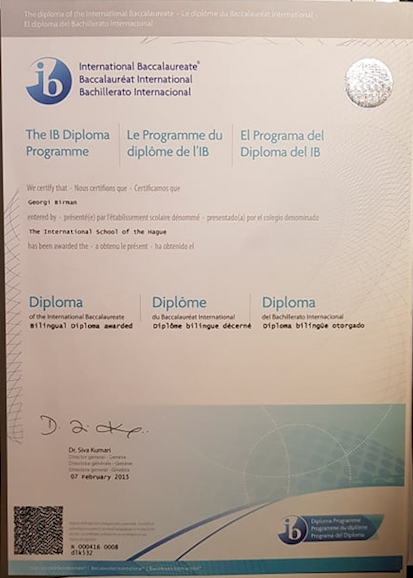 The diploma of the International Baccalaureate – Le diplôme du Baccalauréat International -
El diploma del Bachillerato Internacional
ib
International Baccalaureate®
Baccalauréat International
Bachillerato Internacional
The IB Diploma Programme
Le Programme du diplôme de l'IB
El Programa del Diploma del IB
We certify that - Nous certifions que - Certificamos que
Georgi Birman
entered by - présenté(e) par l'établissement scolaire dénommé - presentado(a) por el colegio denominado
The International School of the Hague
has been awarded the - a obtenu le présent - ha obtenido el
Diploma
of the International Baccalaureate
Bilingual Diploma awarded
Diplôme
du Baccalauréat International
Diplôme bilingue décerné
Diploma
del Bachillerato Internacional
Diploma bilingüe otorgado
Dr. Siva Kumari
Director general - Geneva
Directrice générale - Genève
Directora general - Ginebra
07 February 2015
ib
Diploma Programme
Programme du diplôme
Programa del Diploma
A 000416 0008